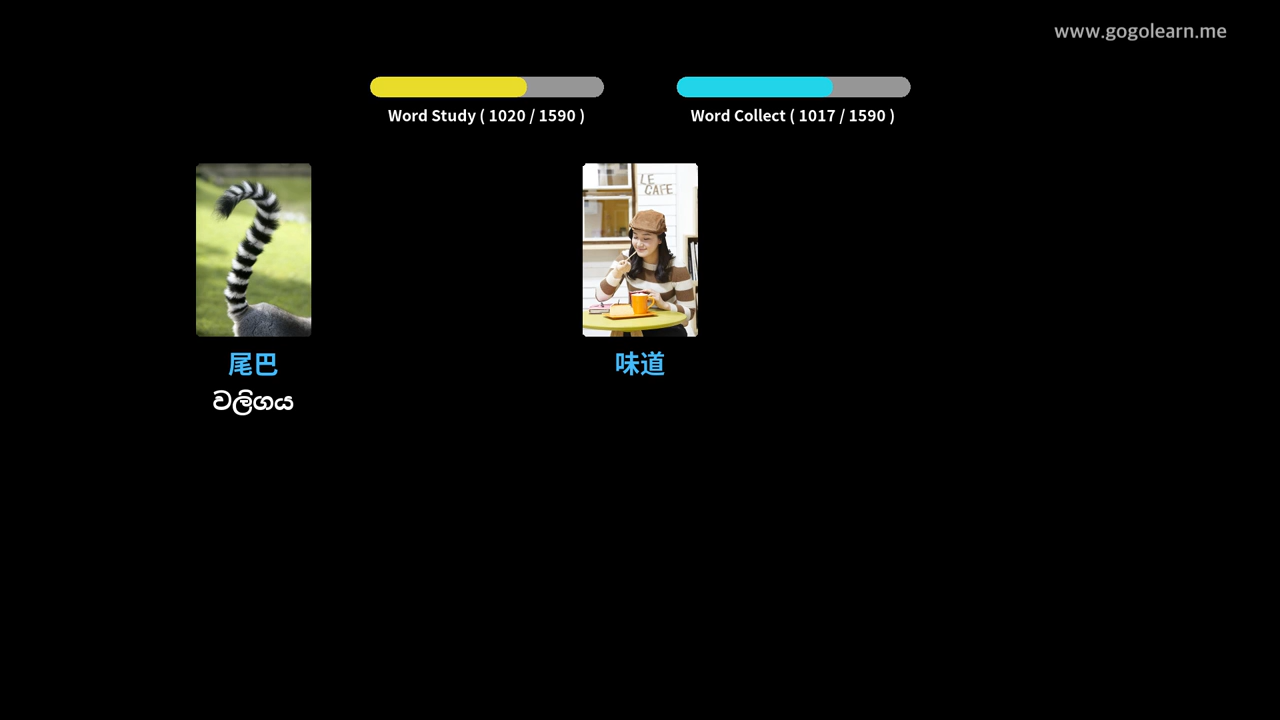 www.gogolearn.me
Word Study ( 1020 / 1590 )
Word Collect ( 1017 / 1590 )
LE
CAFE
尾巴
味道
වලිගය